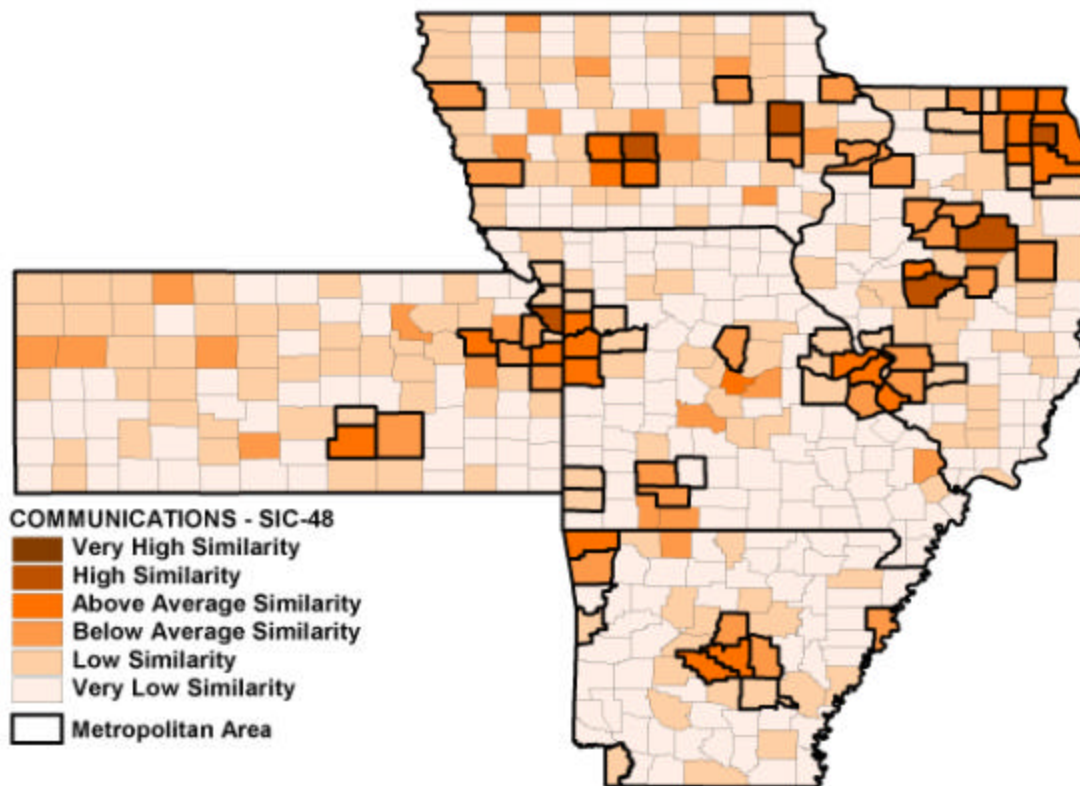 COMMUNICATIONS - SIC-48
Very High Similarity
High Similarity
Above Average Similarity
Below Average Similarity
Low Similarity
Very Low Similarity
Metropolitan Area